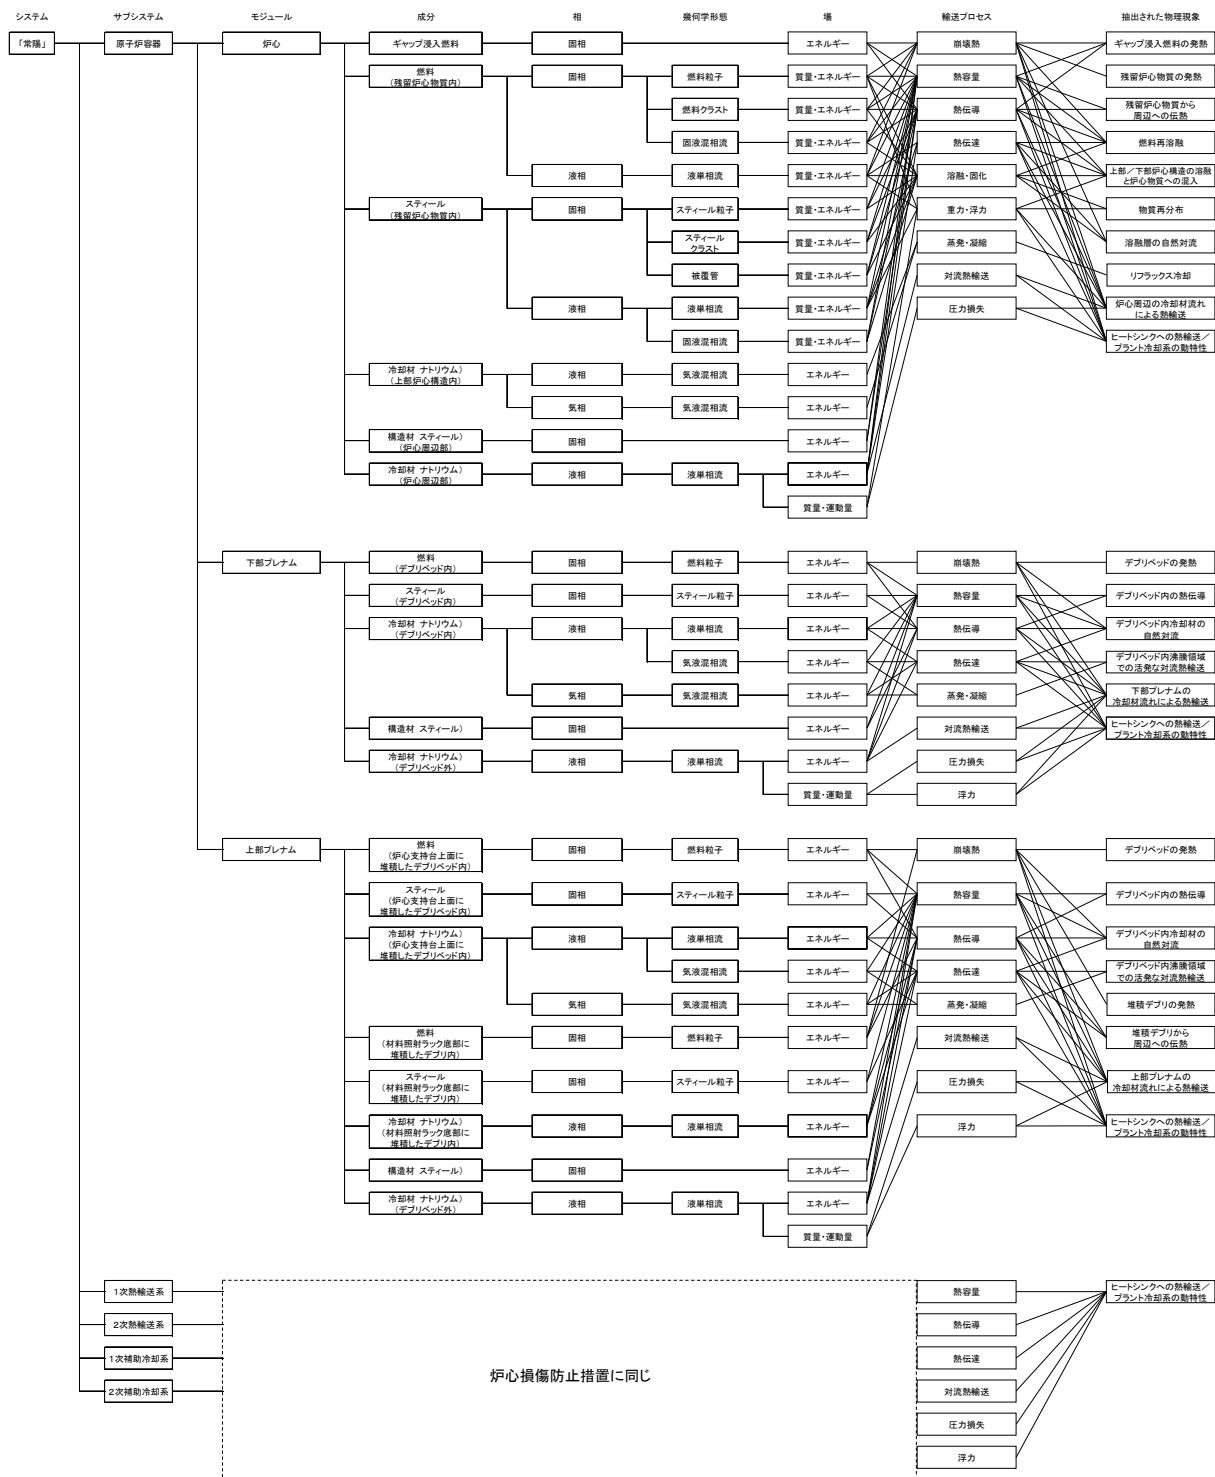 システム
サブシステム
モジュール
成分
相
幾何学形態
場
輸送プロセス
抽出された物理現象
「常陽」
原子炉容器
炉心
ギャップ浸入燃料
固相
エネルギー
崩壊熱
ギャップ浸入燃料の発熱
燃料
(残留炉心物質内)
固相
燃料粒子
質量・エネルギー
熱容量
残留炉心物質の発熱
燃料クラスト
質量・エネルギー
熱伝導
残留炉心物質から
周辺への伝熱
固液混相流
質量・エネルギー
熱伝達
燃料再溶融
液相
液単相流
質量・エネルギー
溶融・固化
上部/下部炉心構造の溶融
と炉心物質への混入
スティール
(残留炉心物質内)
固相
スティール粒子
質量・エネルギー
重力・浮力
物質再分布
スティール
クラスト
質量・エネルギー
蒸発・凝縮
溶融層の自然対流
被覆管
質量・エネルギー
対流熱輸送
リフラックス冷却
液相
液単相流
質量・エネルギー
圧力損失
炉心周辺の冷却材流れ
による熱輸送
固液混相流
質量・エネルギー
ヒートシンクへの熱輸送/
プラント冷却系の動特性
冷却材 ナトリウム)
(上部炉心構造内)
液相
気液混相流
エネルギー
気相
気液混相流
エネルギー
構造材 スティール)
(炉心周辺部)
固相
エネルギー
冷却材 ナトリウム)
(炉心周辺部)
液相
液単相流
エネルギー
質量・運動量
下部プレナム
燃料
(デブリベッド内)
固相
燃料粒子
エネルギー
崩壊熱
デブリベッドの発熱
スティール
(デブリベッド内)
固相
スティール粒子
エネルギー
熱容量
デブリベッド内の熱伝導
冷却材 ナトリウム)
(デブリベッド内)
液相
液単相流
エネルギー
熱伝導
デブリベッド内冷却材の
自然対流
気液混相流
エネルギー
熱伝達
デブリベッド内沸騰領域
での活発な対流熱輸送
気相
気液混相流
エネルギー
蒸発・凝縮
下部プレナムの
冷却材流れによる熱輸送
構造材 スティール)
固相
エネルギー
対流熱輸送
ヒートシンクへの熱輸送/
プラント冷却系の動特性
冷却材 ナトリウム)
(デブリベッド外)
液相
液単相流
エネルギー
圧力損失
質量・運動量
浮力
上部プレナム
燃料
(炉心支持台上面に
堆積したデブリベッド内)
固相
燃料粒子
エネルギー
崩壊熱
デブリベッドの発熱
スティール
(炉心支持台上面に
堆積したデブリベッド内)
固相
スティール粒子
エネルギー
熱容量
デブリベッド内の熱伝導
冷却材 ナトリウム)
(炉心支持台上面に
堆積したデブリベッド内)
液相
液単相流
エネルギー
熱伝導
デブリベッド内冷却材の
自然対流
気液混相流
エネルギー
熱伝達
デブリベッド内沸騰領域
での活発な対流熱輸送
気相
気液混相流
エネルギー
蒸発・凝縮
堆積デブリの発熱
燃料
(材料照射ラック底部に
堆積したデブリ内)
固相
燃料粒子
エネルギー
対流熱輸送
堆積デブリから
周辺への伝熱
スティール
(材料照射ラック底部に
堆積したデブリ内)
固相
スティール粒子
エネルギー
圧力損失
上部プレナムの
冷却材流れによる熱輸送
冷却材 ナトリウム)
(材料照射ラック底部に
堆積したデブリ内)
液相
液単相流
エネルギー
浮力
ヒートシンクへの熱輸送/
プラント冷却系の動特性
構造材 スティール)
固相
エネルギー
冷却材 ナトリウム)
(デブリベッド外)
液相
液単相流
エネルギー
質量・運動量
1次熱輸送系
熱容量
ヒートシンクへの熱輸送/
プラント冷却系の動特性
2次熱輸送系
熱伝導
1次補助冷却系
熱伝達
炉心損傷防止措置に同じ
2次補助冷却系
対流熱輸送
圧力損失
浮力